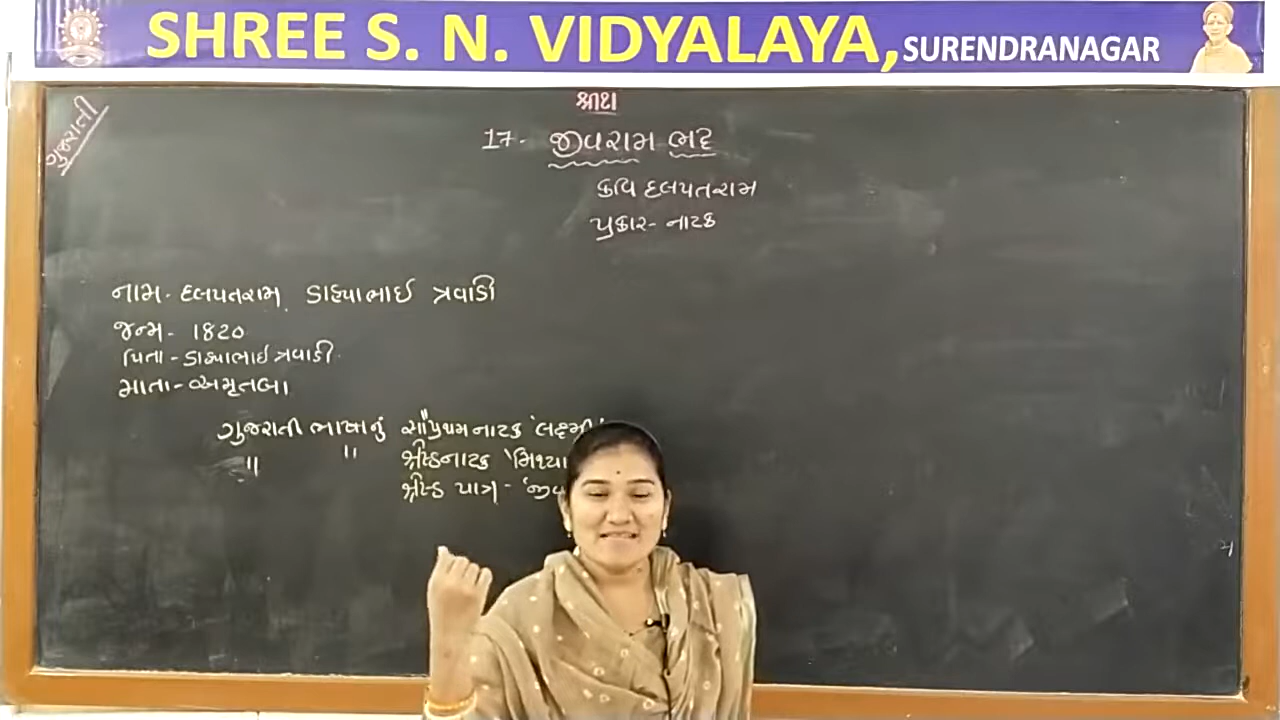 SHREE S. N. VIDYALAYA, SURENDRANAGAR
ગુજરાતી
શ્રીજી
17- જીવરામ ભટ્ટ
કવિ દલપતરામ
પ્રકાર- નાટક
નામ- દલપતરામ ડાહ્યાભાઈ ત્રવાડી
જન્મ- 1820
પિતા - ડાહ્યાભાઈ ત્રવાડી.
માતા- અમૃતબા
ગુજરાતી ભાષાનું સૌપ્રથમ નાટક 'લક્ષ્મી'
" " શ્રેષ્ઠ નાટક 'મિથ્યા
શ્રેષ્ઠ પાત્ર - 'જીવ